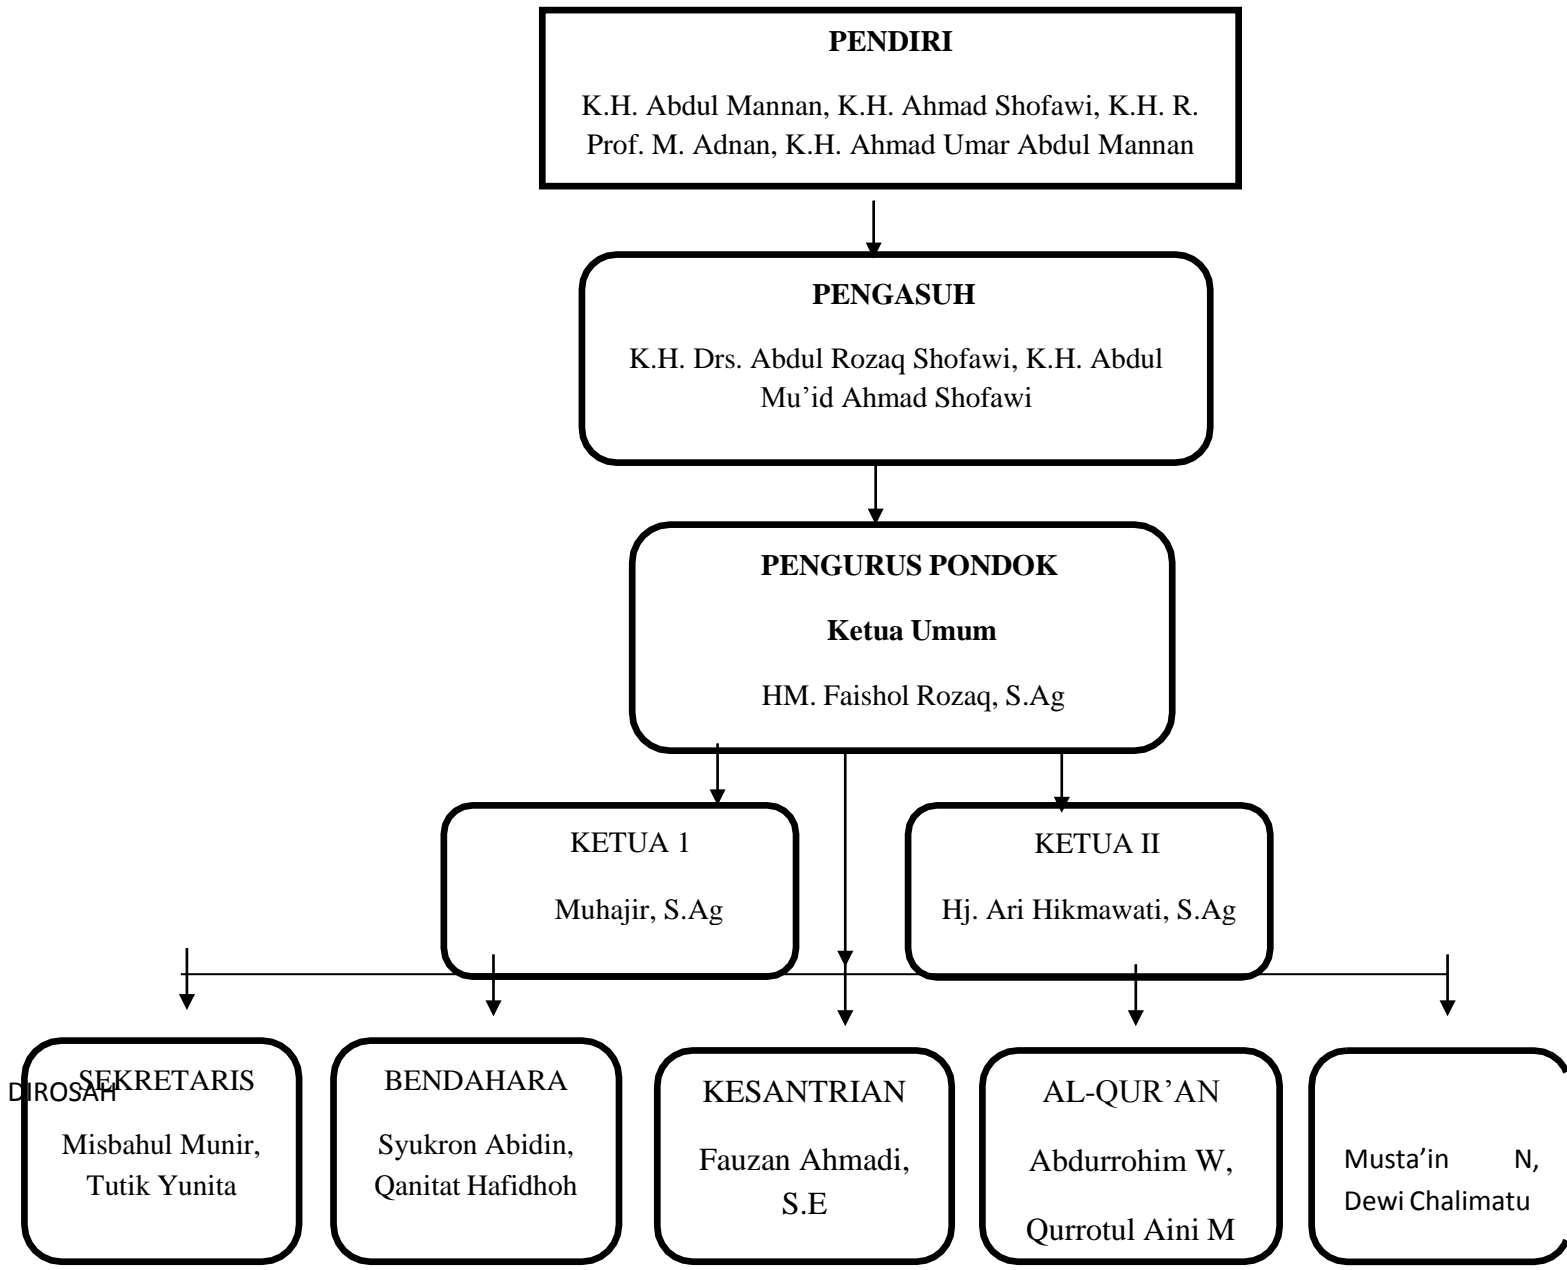 PENDIRI
K.H. Abdul Mannan, K.H. Ahmad Shofawi, K.H. R.
Prof. M. Adnan, K.H. Ahmad Umar Abdul Mannan
PENGASUH
K.H. Drs. Abdul Rozaq Shofawi, K.H. Abdul
Mu’id Ahmad Shofawi
PENGURUS PONDOK
Ketua Umum
HM. Faishol Rozaq, S.Ag
KETUA 1
Muhajir, S.Ag
KETUA II
Hj. Ari Hikmawati, S.Ag
DIROSAH
SEKRETARIS
Misbahul Munir,
Tutik Yunita
BENDAHARA
Syukron Abidin,
Qanitat Hafidhoh
KESANTRIAN
Fauzan Ahmadi,
S.E
AL-QUR’AN
Abdurrohim W,
Qurrotul Aini M
Musta’in N,
Dewi Chalimatu